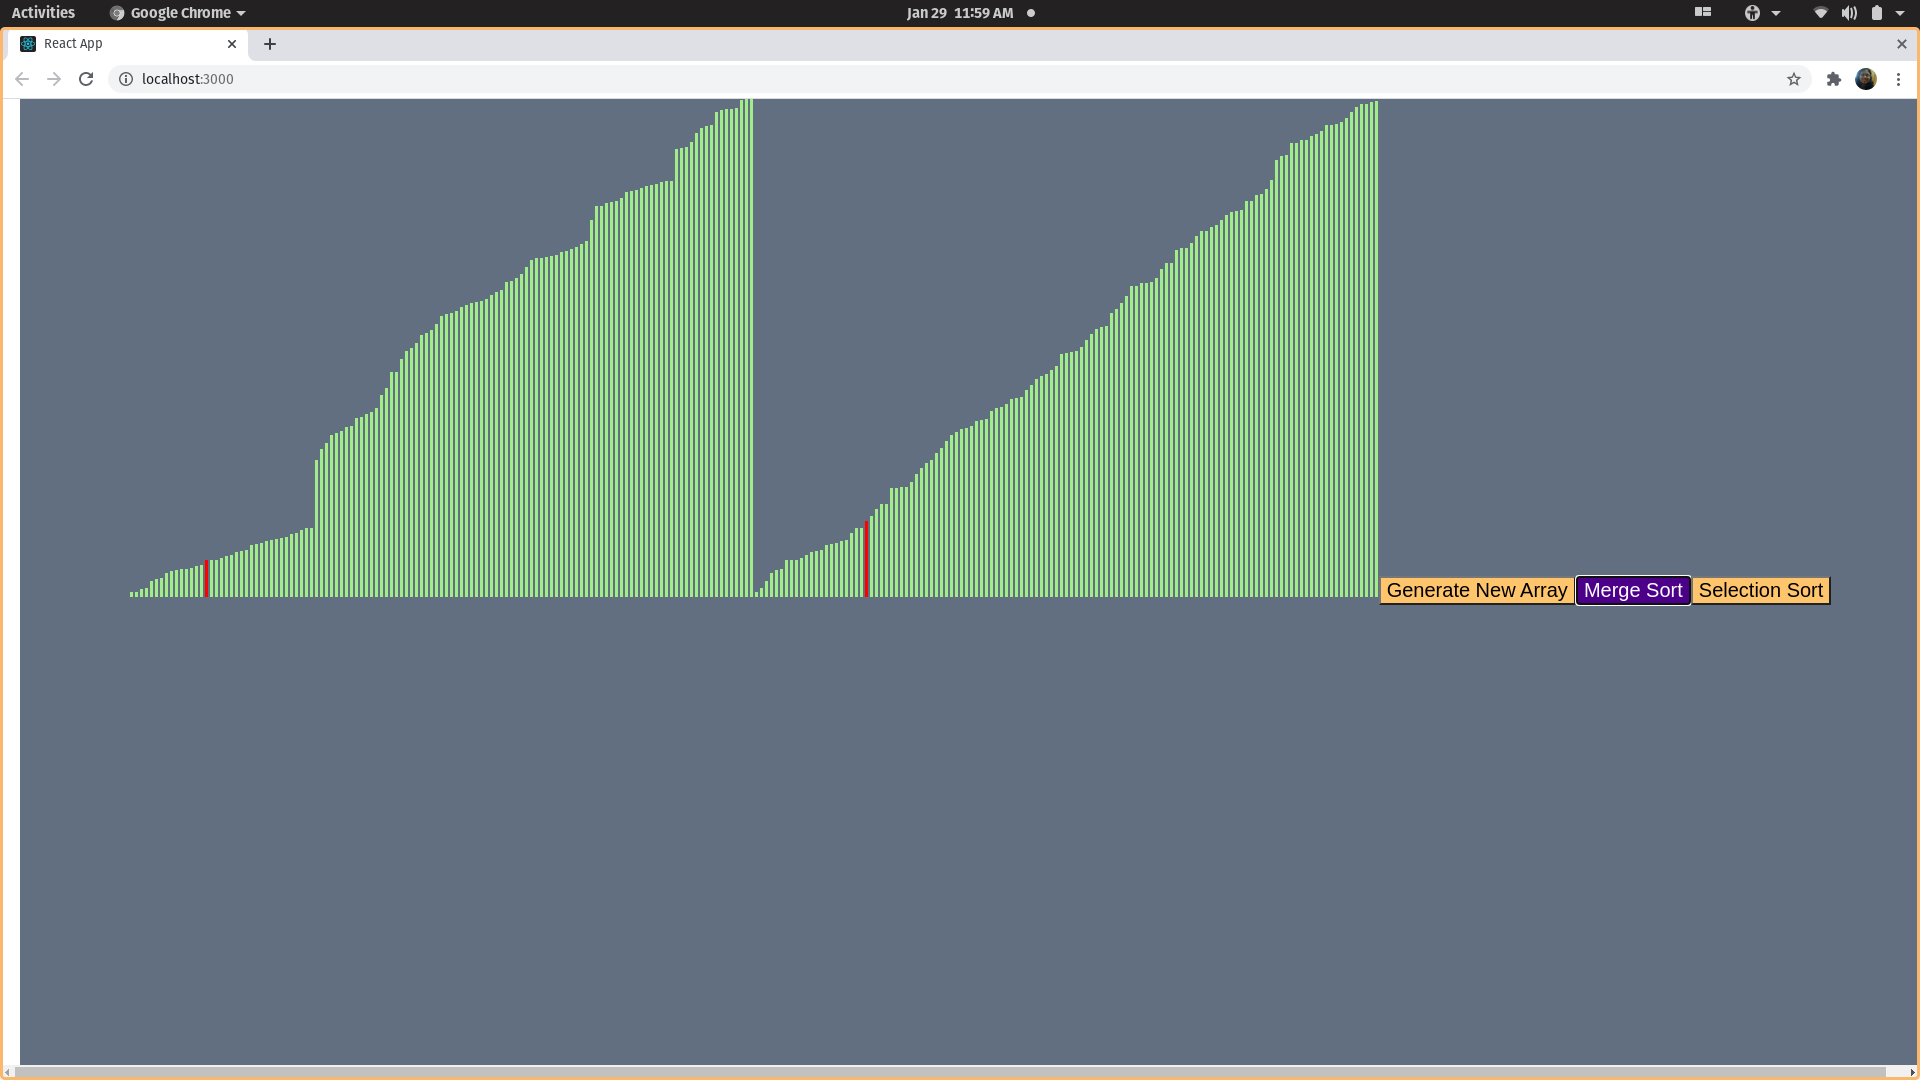 Activities Google Chrome Jan 29 11:59 AM
React App
localhost:3000
Generate New Array Merge Sort Selection Sort